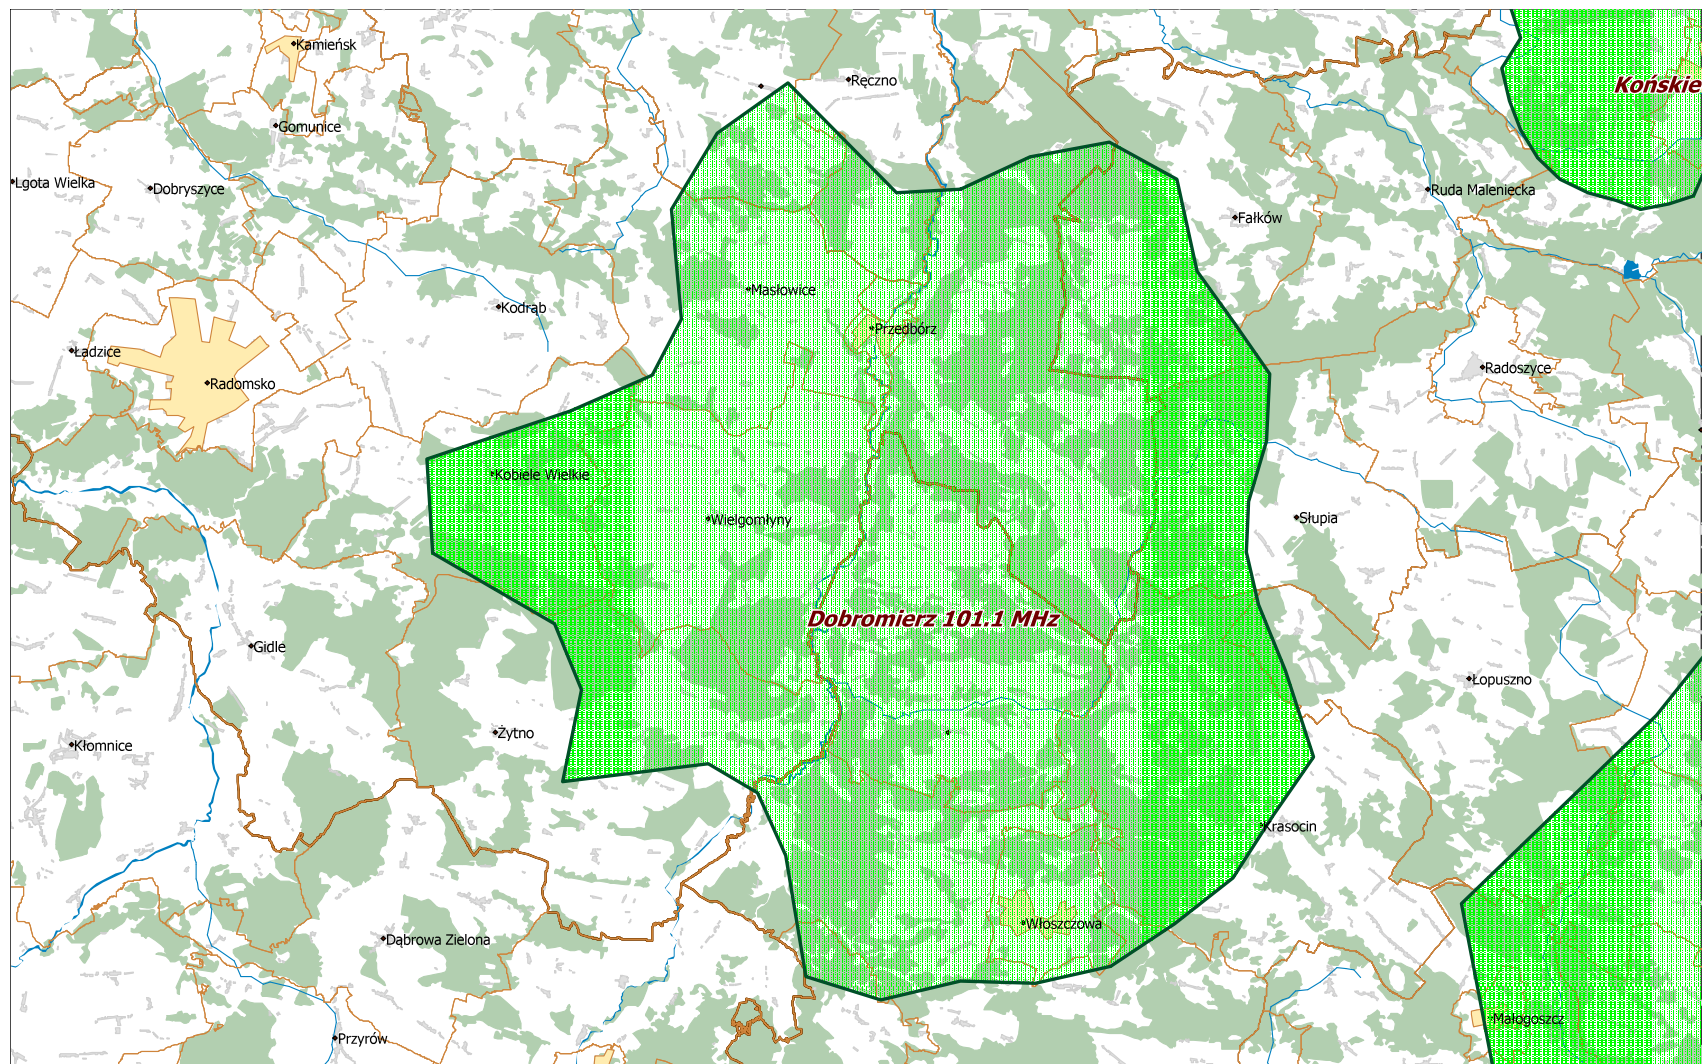 Kamieńsk
Ręczno
Końskie
Gomunice
Lgota Wielka
Dobryszyce
Ruda Maleniecka
Fałków
Masłowice
Kodrąb
Przedbórz
Ładzice
Radoszyce
Radomsko
Kobiele Wielkie
Wielgomłyny
Słupia
Dobromierz 101.1 MHz
Gidle
Łopuszno
Żytno
Kłomnice
Krasocin
Włoszczowa
Dąbrowa Zielona
Małogoszcz
Przyrów